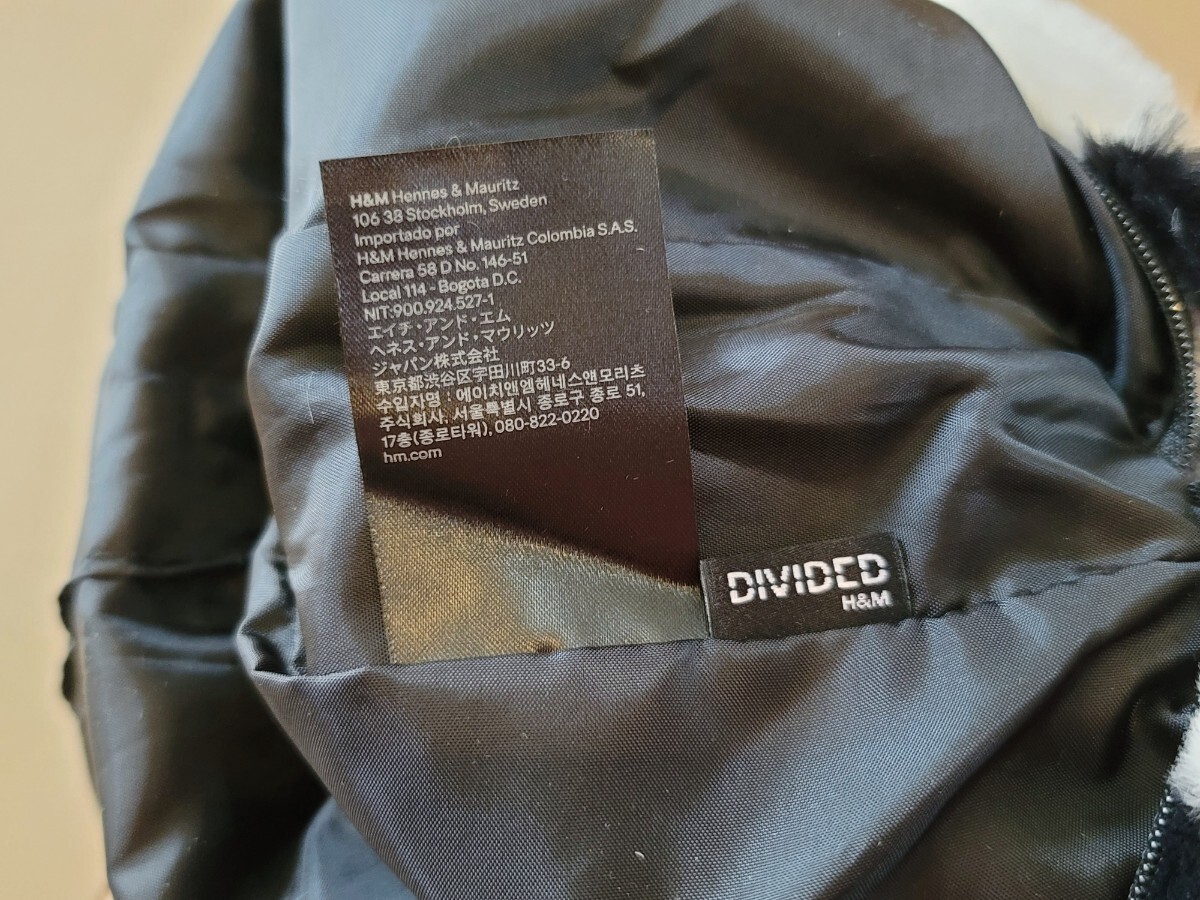 H&M Hennes & Mauritz
106 38 Stockholm, Sweden
Importado por
H&M Hennes & Mauritz Colombia S.A.S.
Carrera 58 D No. 146-51
Local 114 - Bogota D.C.
NIT:900.924.527-1
エイチ・アンド・エム
ヘネス・アンド・マウリッツ
ジャパン株式会社
東京都渋谷区宇田川町33-6
수입자명 : 에이치앤엠헤네스앤모리츠
주식회사, 서울특별시 종로구 종로 51,
17층(종로타워), 080-822-0220
hm.com
DIVIDED
H&M